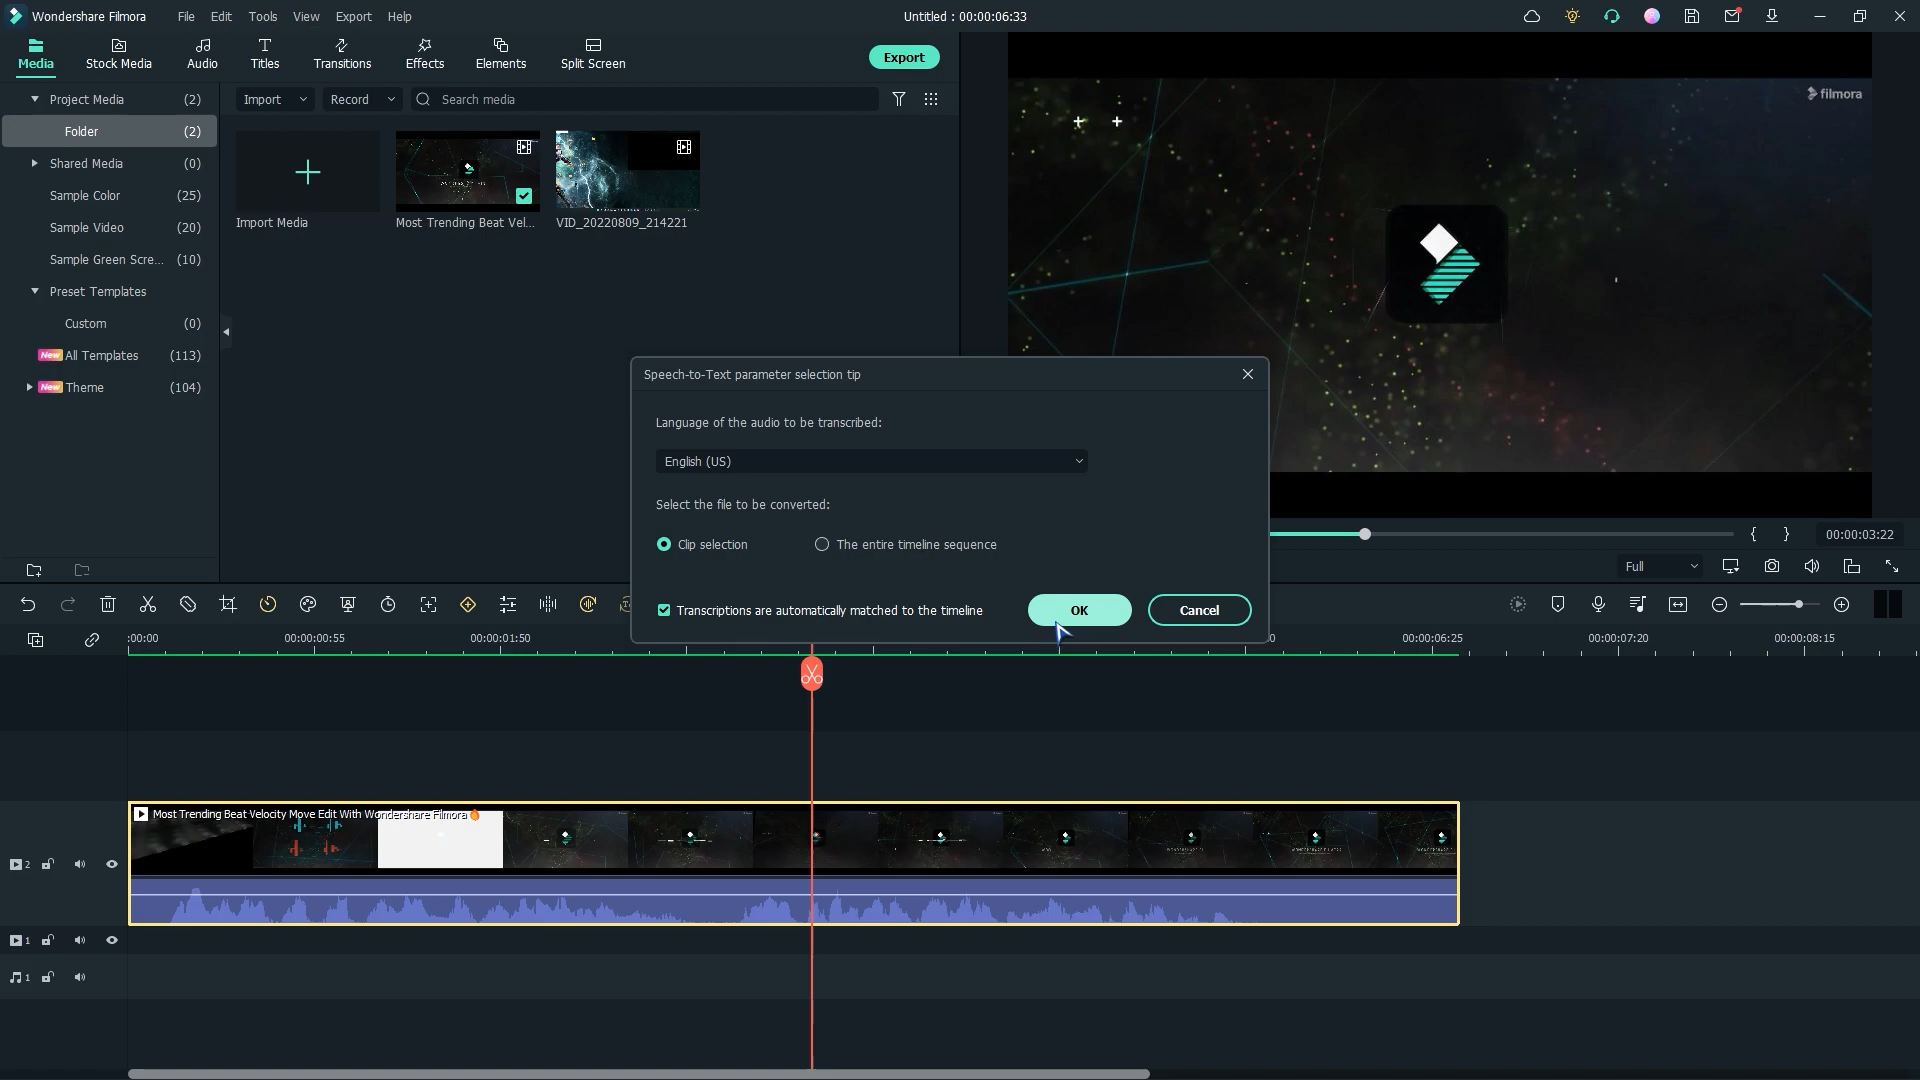 Wondershare Filmora File Edit Tools View Export Help Untitled : 00:00:06:33
Media Stock Media Audio Titles Transitions Effects Elements Split Screen Export
Project Media (2)
Folder (2)
Shared Media (0)
Sample Color (25)
Sample Video (20)
Sample Green Scre... (10)
Preset Templates
Custom (0)
New All Templates (113)
New Theme (104)
Import Record Search media
Import Media Most Trending Beat Vel... VID_20220809_214221
filmora
Speech-to-Text parameter selection tip
Language of the audio to be transcribed:
English (US)
Select the file to be converted:
Clip selection The entire timeline sequence
Transcriptions are automatically matched to the timeline OK Cancel
{ } 00:00:03:22
Full
:00:00 00:00:00:55 00:00:01:50 00:00:06:25 00:00:07:20 00:00:08:15
Most Trending Beat Velocity Move Edit With Wondershare Filmora
2
1
1